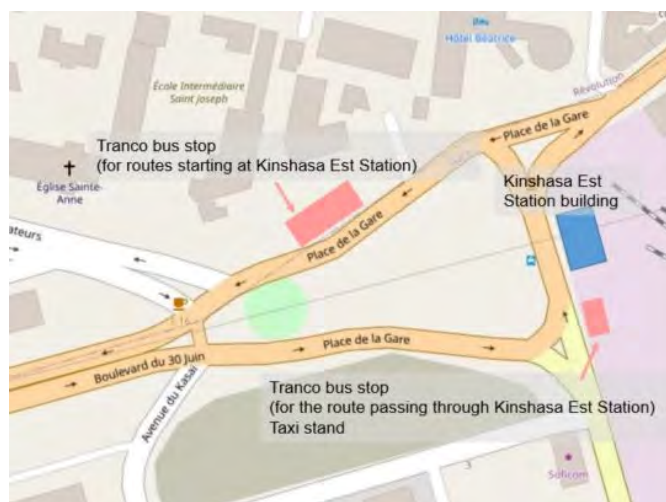 Hôtel Béatrice
École Intermédiaire
Saint Joseph
Révolution
Place de la Gare
Tranco bus stop
(for routes starting at Kinshasa Est Station)
Église Sainte-
Anne
Kinshasa Est
Station building
ateurs
Place de la Gare
Place de la Gare
Boulevard du 30 Juin
Avenue du Kasaï
Tranco bus stop
(for the route passing through Kinshasa Est Station)
Taxi stand
3
Soficom